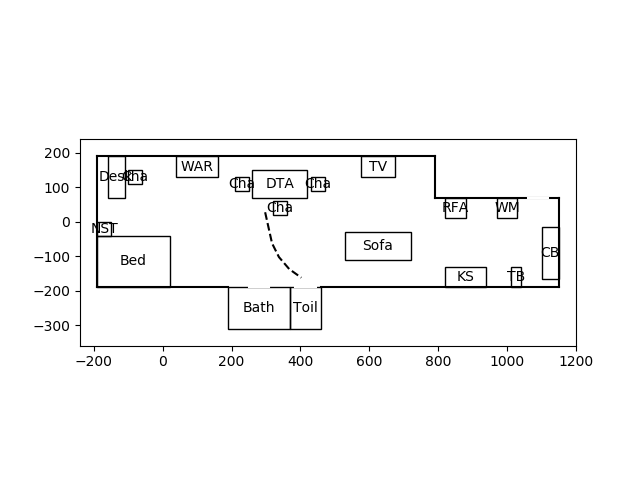 200
100
0
−100
−200
−300
−200
0
200
400
600
800
1000
1200
Desk
Cha
WAR
Cha
DTA
Cha
Cha
TV
RFA
WM
NST
Bed
Sofa
CB
KS
TB
Bath
Toil